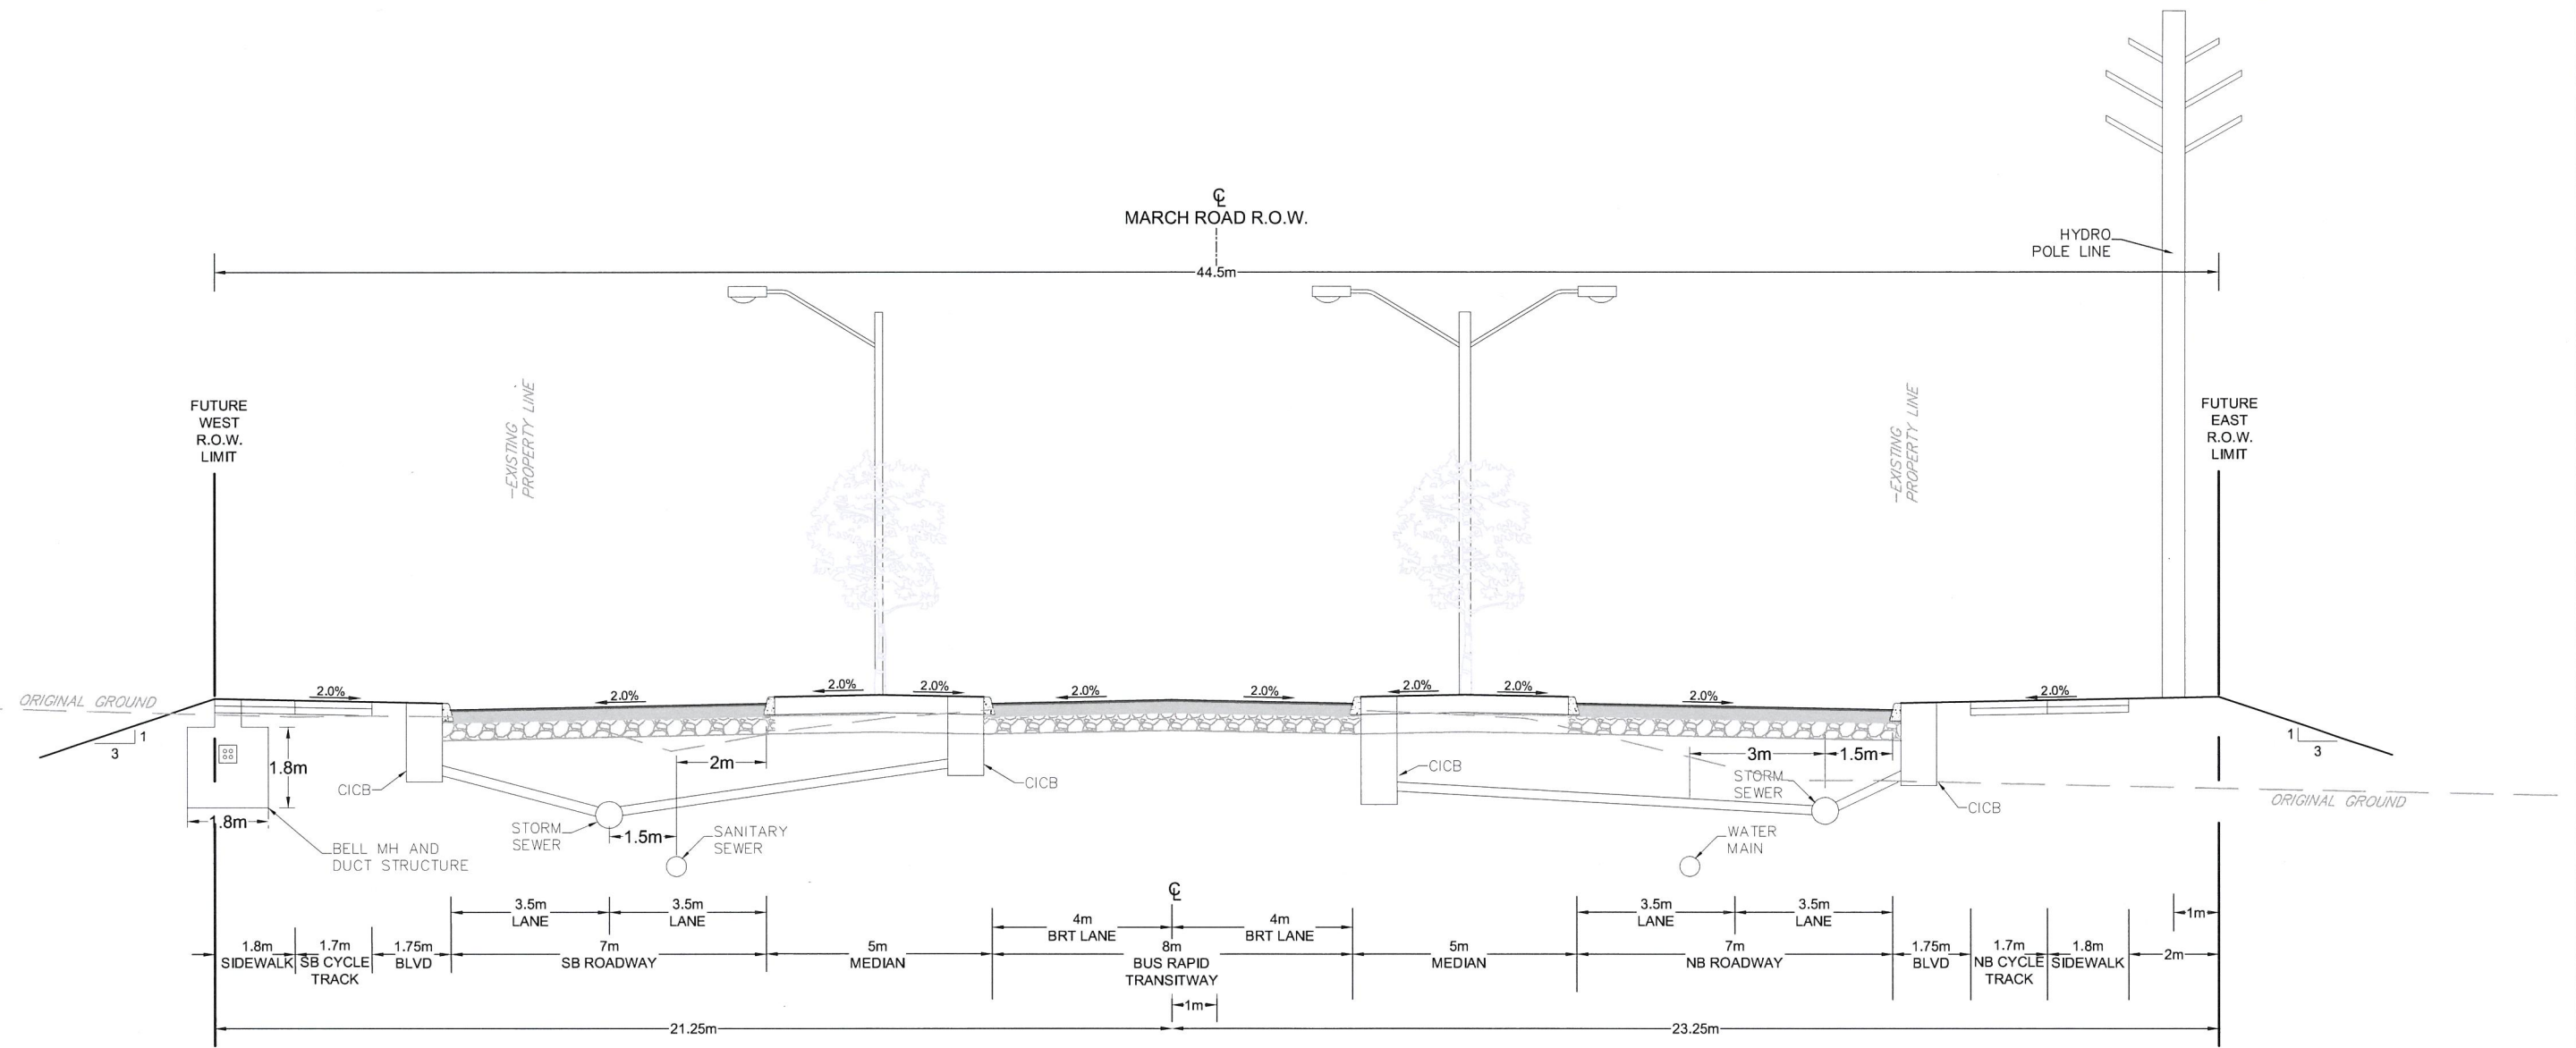 ℄
MARCH ROAD R.O.W.
44.5m
HYDRO
POLE LINE
FUTURE
WEST
R.O.W.
LIMIT
EXISTING
PROPERTY LINE
EXISTING
PROPERTY LINE
FUTURE
EAST
R.O.W.
LIMIT
ORIGINAL GROUND
2.0%
2.0%
2.0%
2.0%
2.0%
2.0%
2.0%
2.0%
2.0%
2.0%
1
3
1.8m
1.8m
CICB
2m
CICB
CICB
3m
1.5m
STORM
SEWER
CICB
1
3
ORIGINAL GROUND
BELL MH AND
DUCT STRUCTURE
STORM
SEWER
1.5m
SANITARY
SEWER
WATER
MAIN
3.5m
LANE
3.5m
LANE
℄
4m
BRT LANE
4m
BRT LANE
3.5m
LANE
3.5m
LANE
1m
1.8m
SIDEWALK
1.7m
SB CYCLE
TRACK
1.75m
BLVD
7m
SB ROADWAY
5m
MEDIAN
8m
BUS RAPID
TRANSITWAY
5m
MEDIAN
7m
NB ROADWAY
1.75m
BLVD
1.7m
NB CYCLE
TRACK
1.8m
SIDEWALK
2m
1m
21.25m
23.25m